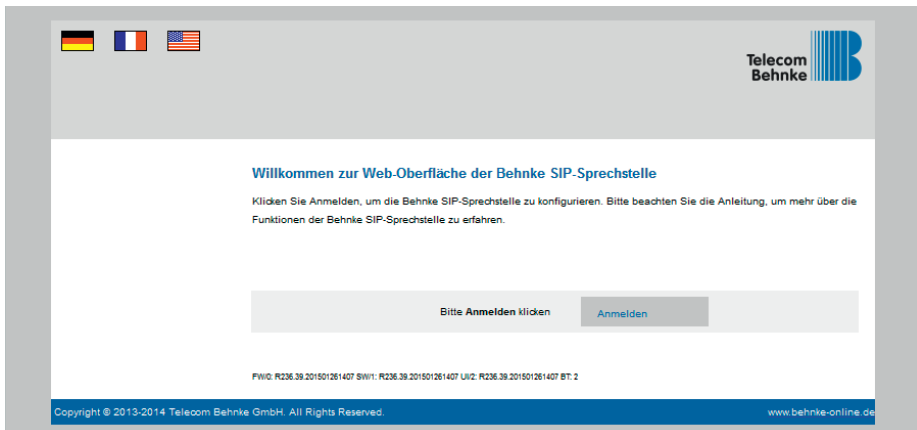 Telecom
Behnke
Willkommen zur Web-Oberfläche der Behnke SIP-Sprechstelle
Klicken Sie Anmelden, um die Behnke SIP-Sprechstelle zu konfigurieren. Bitte beachten Sie die Anleitung, um mehr über die
Funktionen der Behnke SIP-Sprechstelle zu erfahren.
Bitte Anmelden klicken
Anmelden
FW/0: R236.39.201501261407 SW/1: R236.39.201501261407 UI/2: R236.39.201501261407 BT: 2
Copyright © 2013-2014 Telecom Behnke GmbH. All Rights Reserved.
www.behnke-online.de